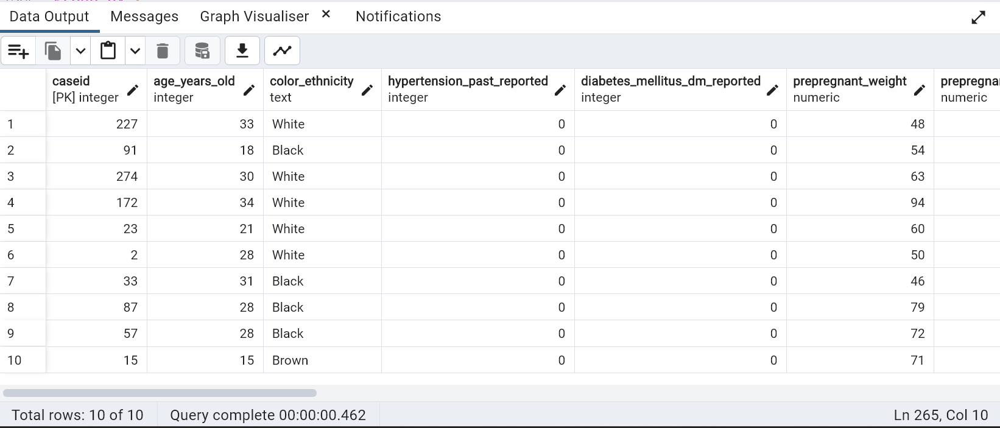 Data Output Messages Graph Visualiser × Notifications
caseid age_years_old color_ethnicity hypertension_past_reported diabetes_mellitus_dm_reported prepregnant_weight prepregna
[PK] integer integer text integer integer numeric numeric
1 227 33 White 0 0 48
2 91 18 Black 0 0 54
3 274 30 White 0 0 63
4 172 34 White 0 0 94
5 23 21 White 0 0 60
6 2 28 White 0 0 50
7 33 31 Black 0 0 46
8 87 28 Black 0 0 79
9 57 28 Black 0 0 72
10 15 15 Brown 0 0 71
Total rows: 10 of 10 Query complete 00:00:00.462 Ln 265, Col 10